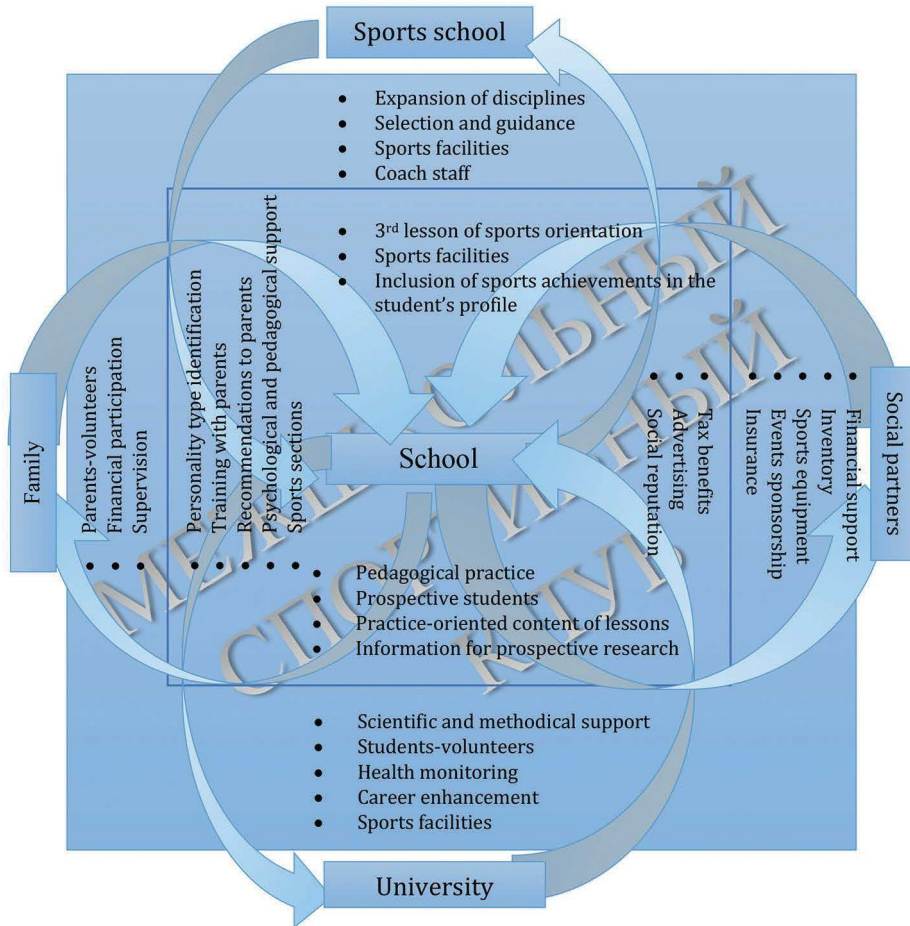 Sports school
• Expansion of disciplines
• Selection and guidance
• Sports facilities
• Coach staff
• 3rd lesson of sports orientation
• Sports facilities
• Inclusion of sports achievements in the
student's profile
Family
• Parents-volunteers
• Financial participation
• Supervision
• Personality type identification
• Training with parents
• Recommendations to parents
• Psychological and pedagogical support
• Sports sections
School
• Tax benefits
• Advertising
• Social reputation
• Financial support
• Inventory
• Sports equipment
• Events sponsorship
• Insurance
Social partners
• Pedagogical practice
• Prospective students
• Practice-oriented content of lessons
• Information for prospective research
• Scientific and methodical support
• Students-volunteers
• Health monitoring
• Career enhancement
• Sports facilities
University
КЛУБ